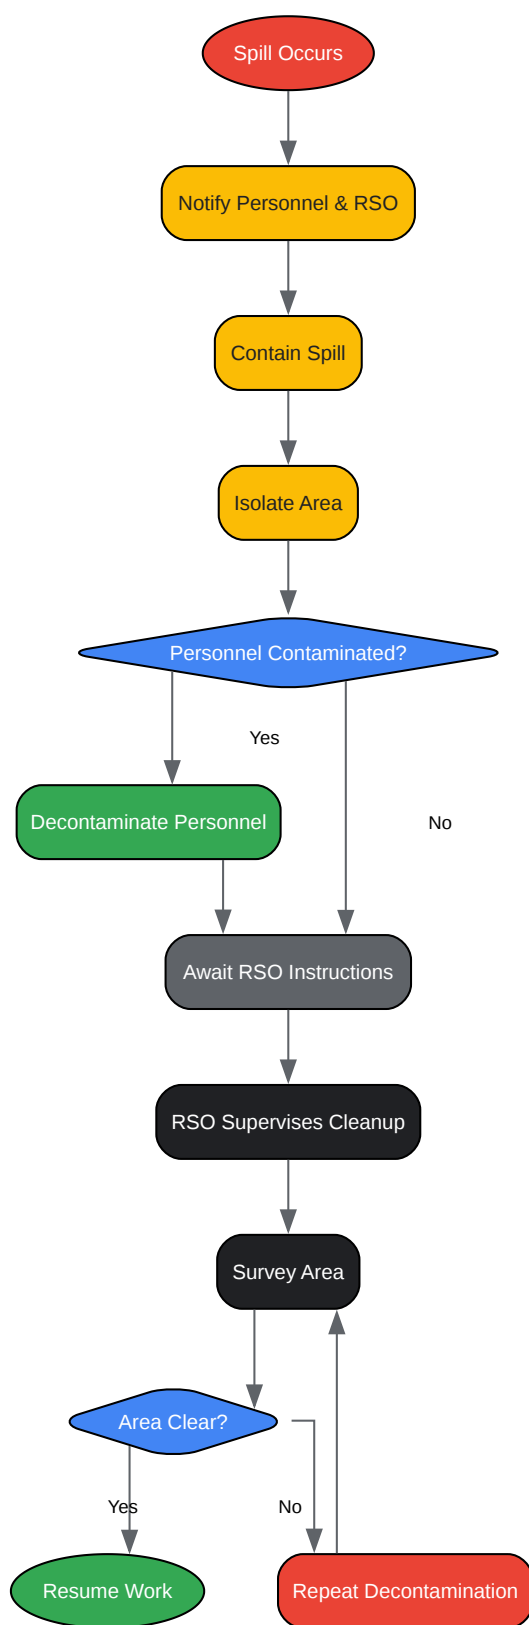 Spill Occurs
Notify Personnel & RSO
Contain Spill
Isolate Area
Personnel Contaminated?
Yes
Decontaminate Personnel
No
Await RSO Instructions
RSO Supervises Cleanup
Survey Area
Area Clear?
Yes
No
Resume Work
Repeat Decontamination